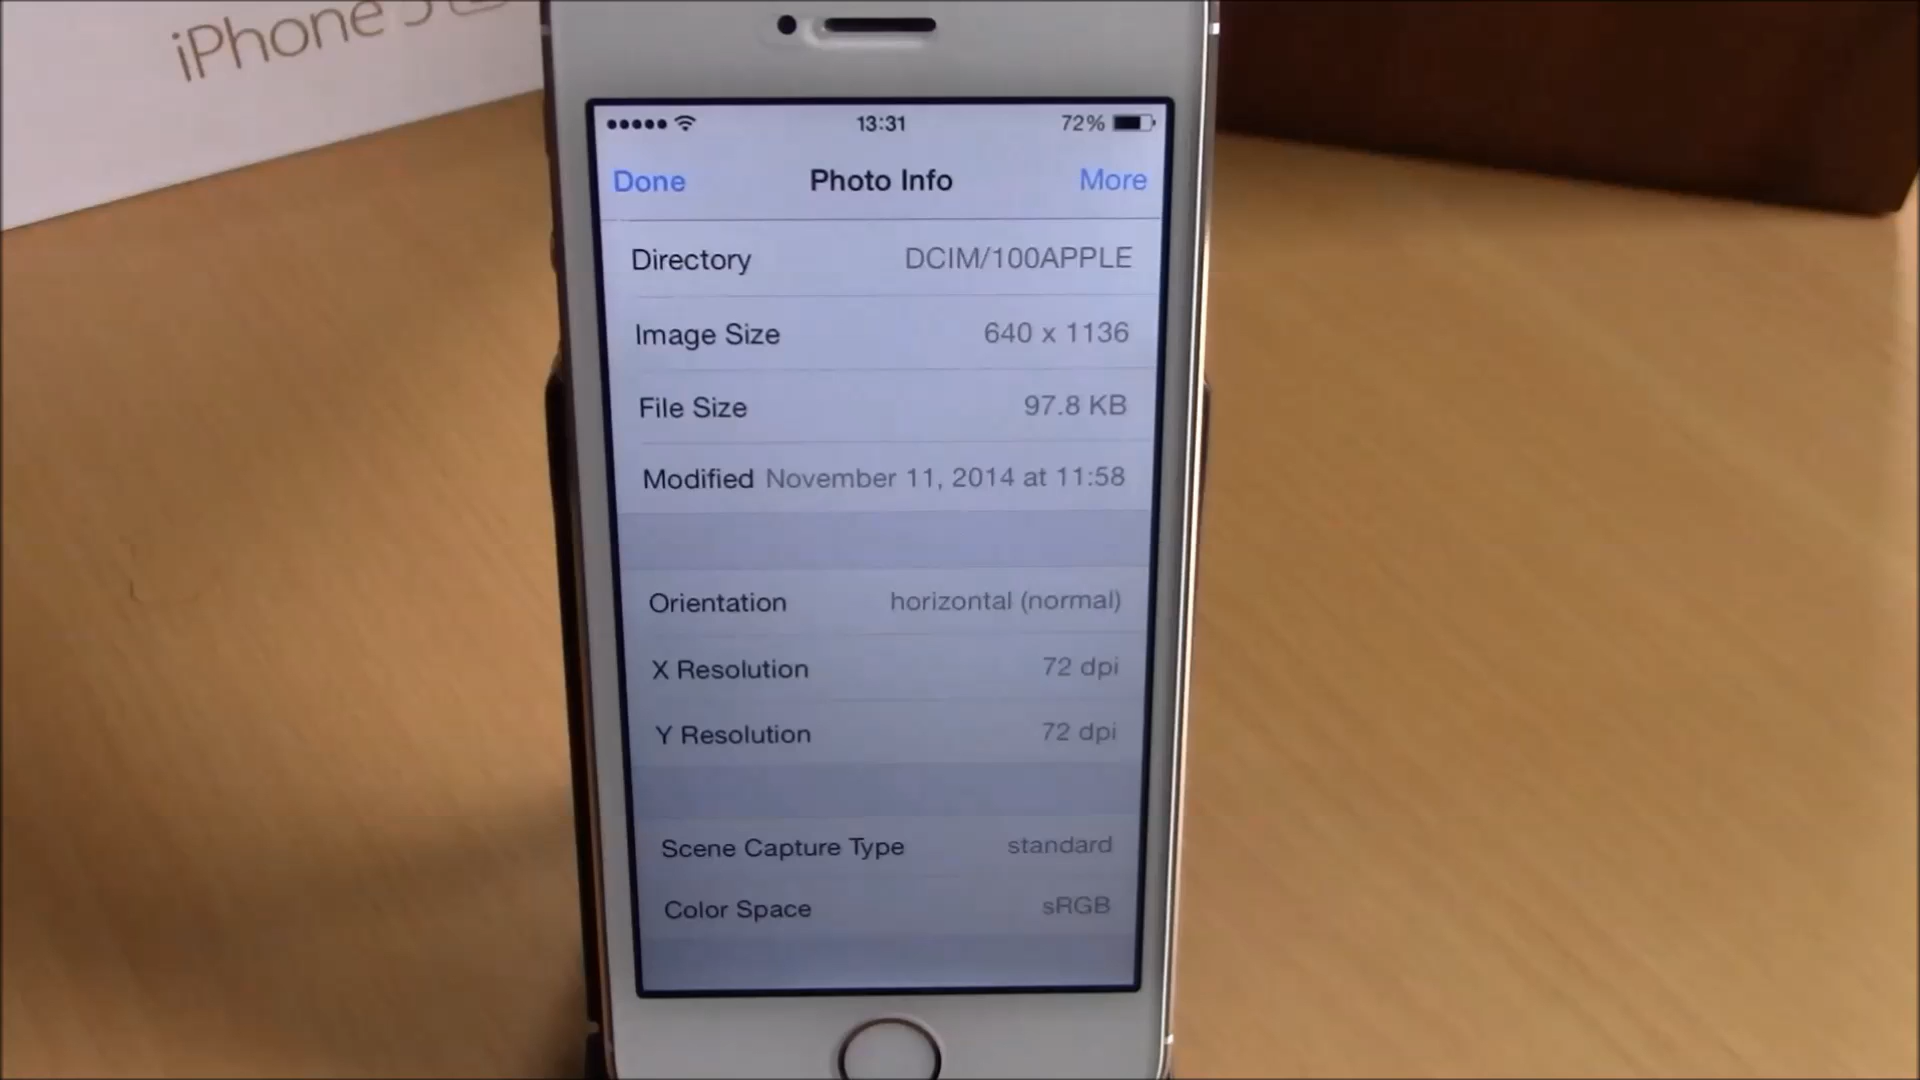 iPhone 5
13:31 72%
Done Photo Info More
Directory DCIM/100APPLE
Image Size 640 x 1136
File Size 97.8 KB
Modified November 11, 2014 at 11:58
Orientation horizontal (normal)
X Resolution 72 dpi
Y Resolution 72 dpi
Scene Capture Type standard
Color Space sRGB